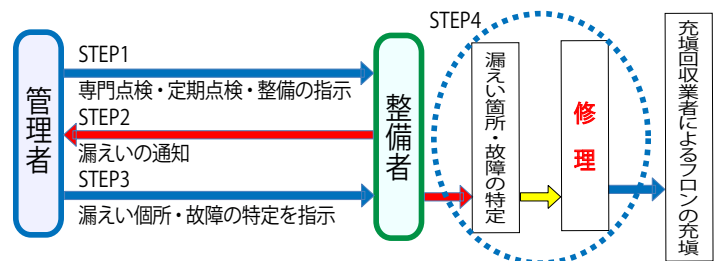 管理者
STEP1
専門点検・定期点検・整備の指示
STEP2
漏えいの通知
STEP3
漏えい個所・故障の特定を指示
整備者
STEP4
漏えい箇所・故障の特定
修理
充塡回収業者によるフロンの充塡